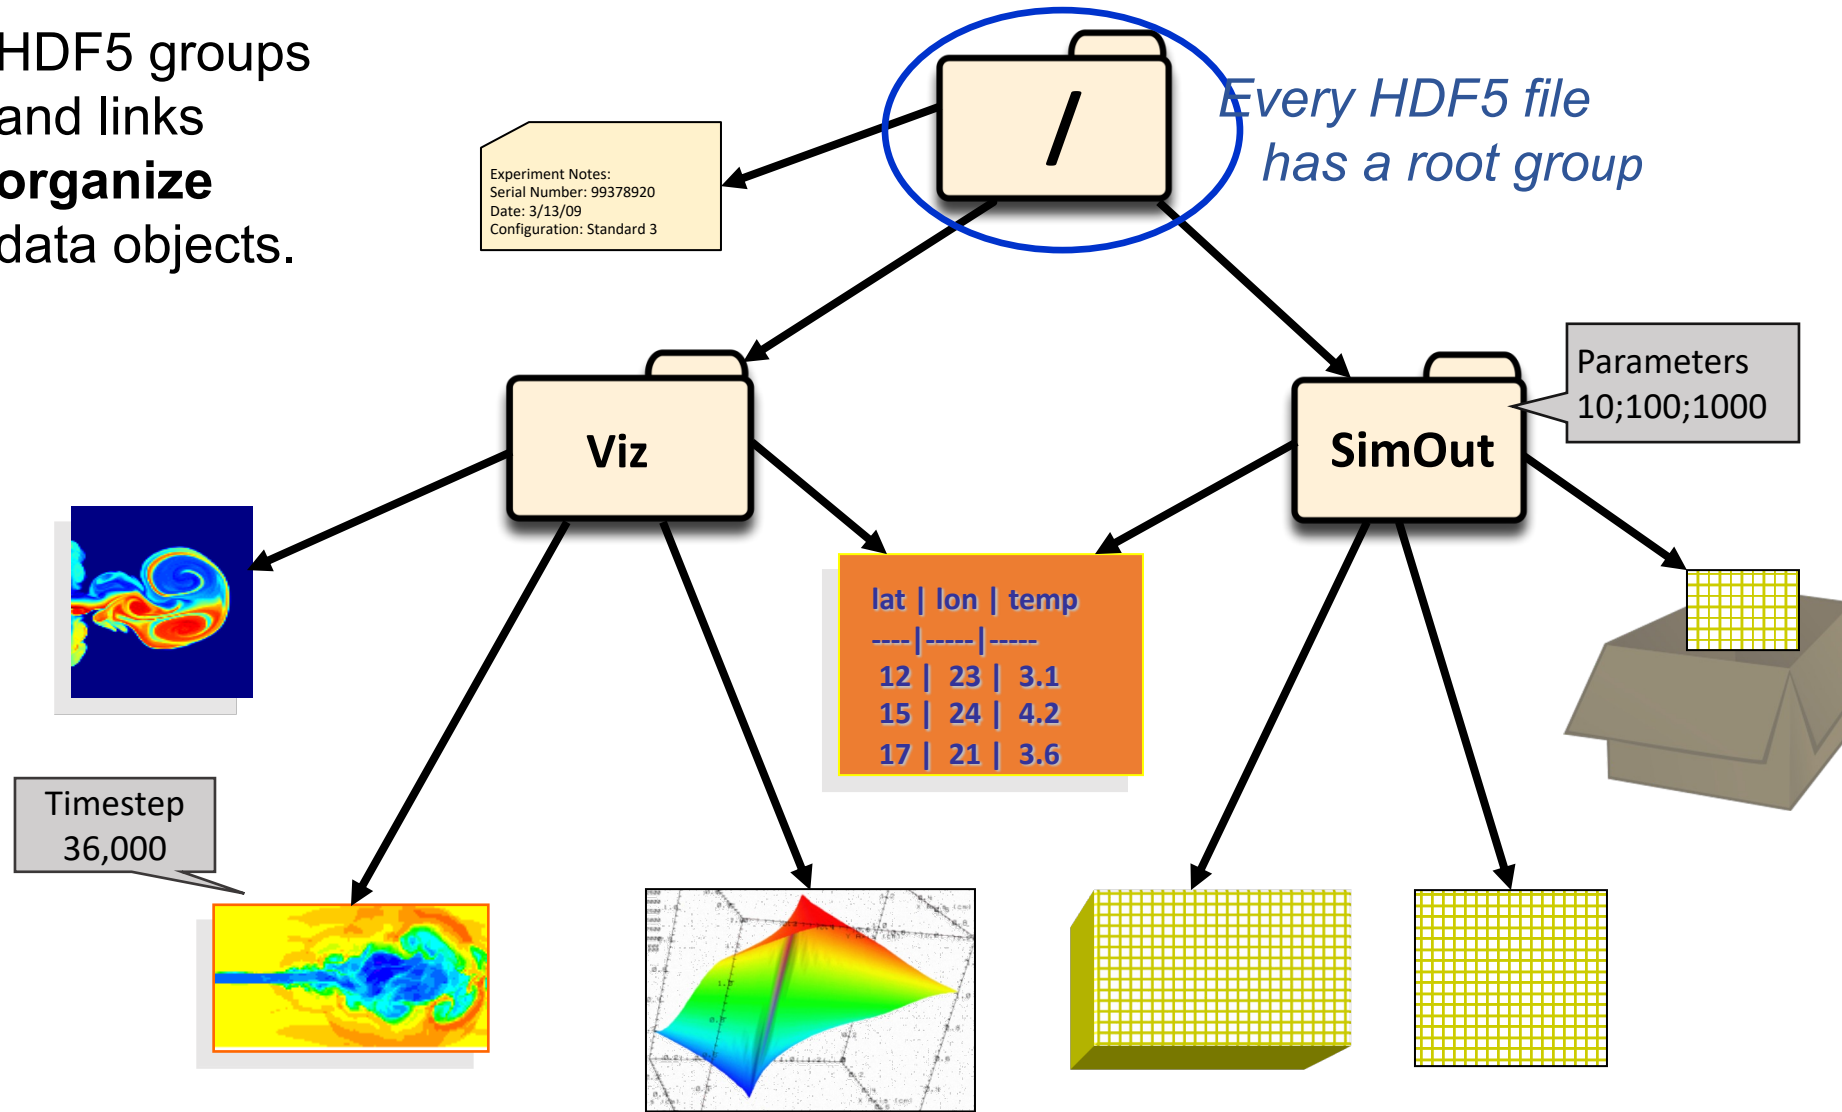 HDF5 groups
and links
organize
data objects.
/
Every HDF5 file
has a root group
Experiment Notes:
Serial Number: 99378920
Date: 3/13/09
Configuration: Standard 3
Parameters
10;100;1000
Viz
SimOut
lat | lon | temp
----|-----|-----
12 | 23 | 3.1
15 | 24 | 4.2
17 | 21 | 3.6
Timestep
36,000